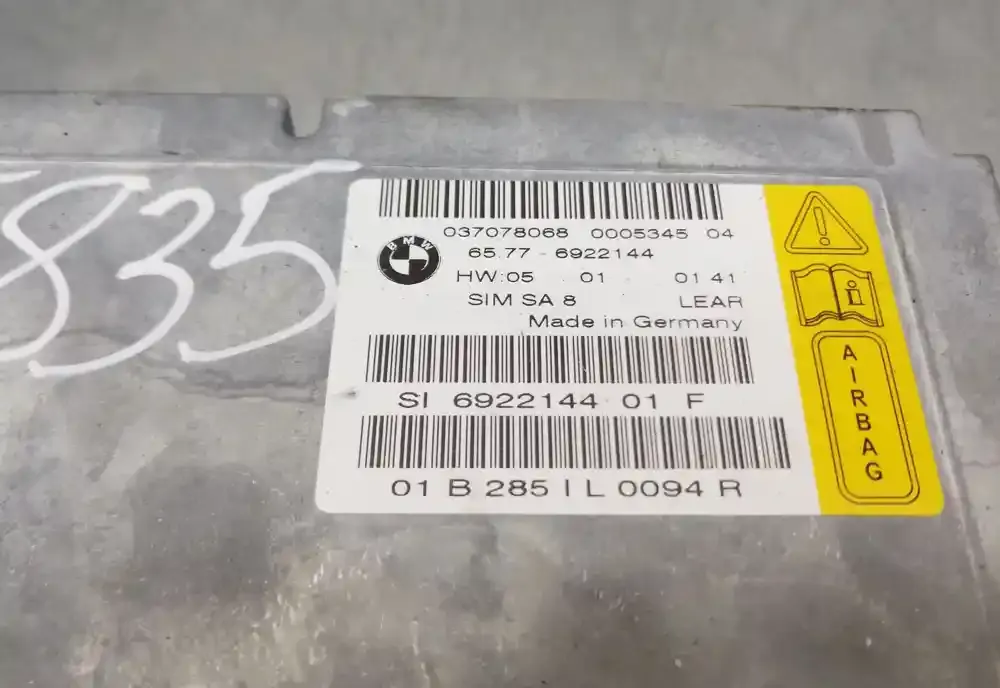 835
037078068 0005345 04
BMW
65.77 - 6922144
HW:05 01 01 41
SIM SA 8 LEAR
Made in Germany
SI 6922144 01 F
01 B 285 I L 0094 R
AIRBAG